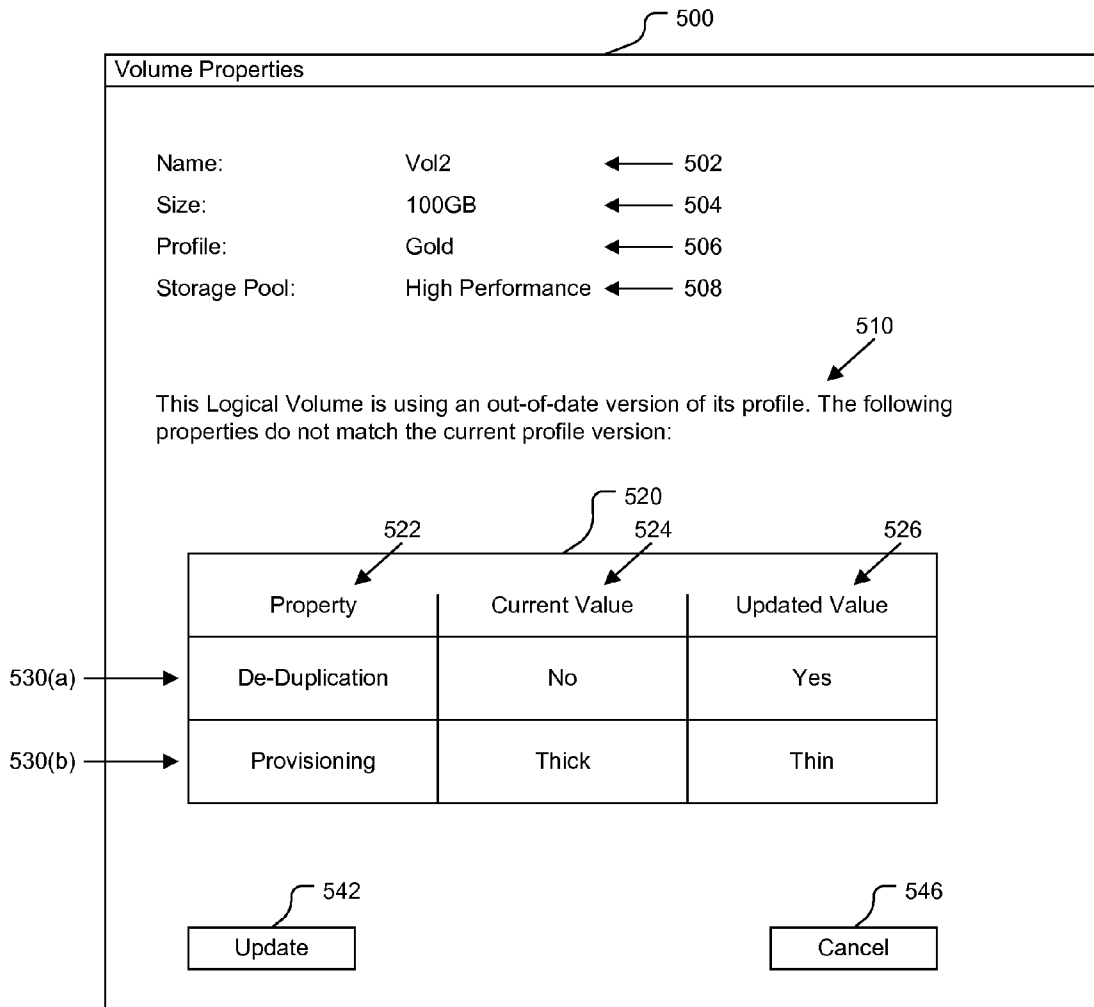 500
Volume Properties
Name: Vol2 502
Size: 100GB 504
Profile: Gold 506
Storage Pool: High Performance 508
510
This Logical Volume is using an out-of-date version of its profile. The following
properties do not match the current profile version:
520
522 524 526
Property Current Value Updated Value
530(a) De-Duplication No Yes
530(b) Provisioning Thick Thin
542 546
Update Cancel